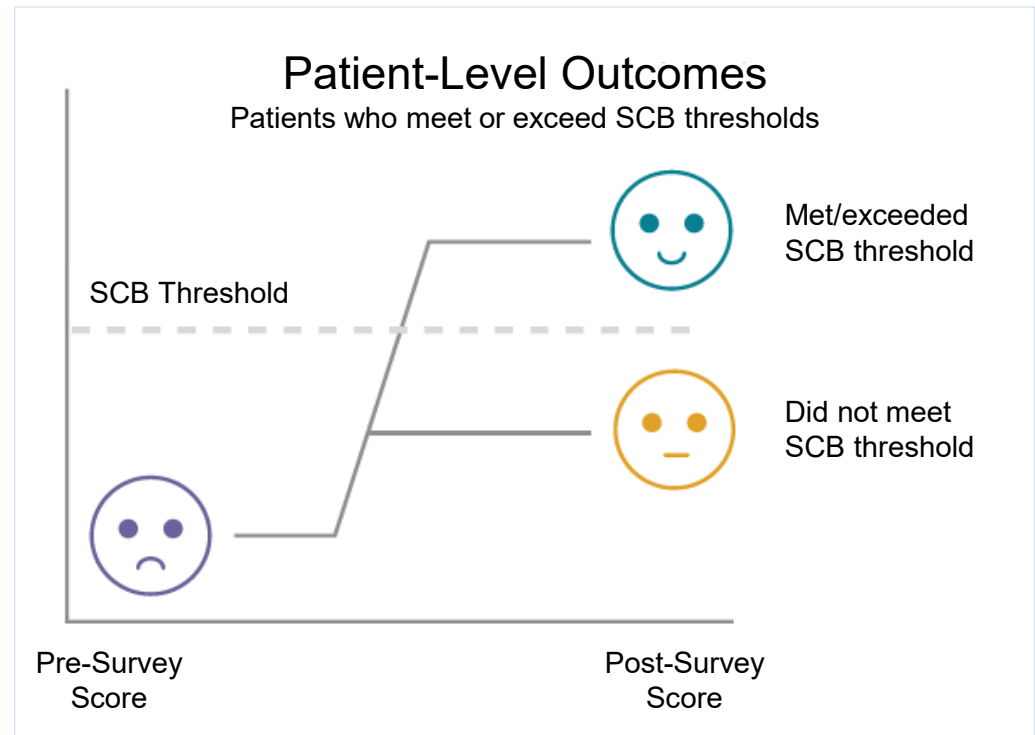 Patient-Level Outcomes
Patients who meet or exceed SCB thresholds
Met/exceeded
SCB threshold
SCB Threshold
Did not meet
SCB threshold
Pre-Survey
Score
Post-Survey
Score